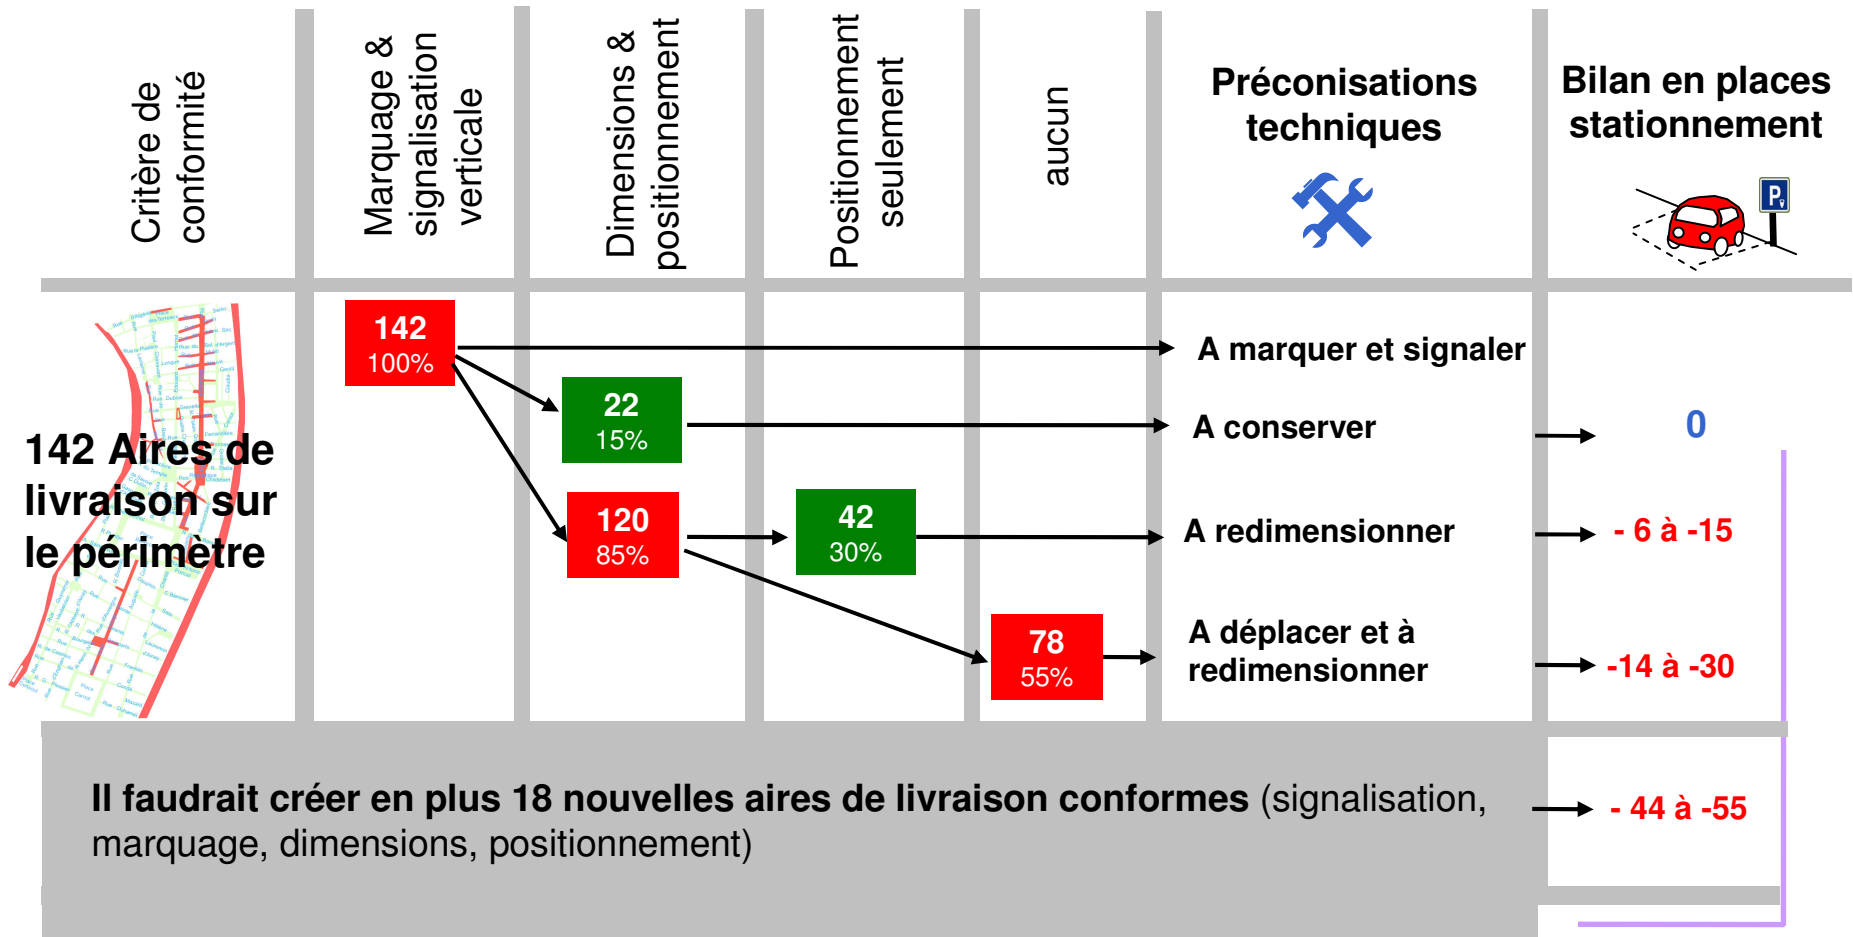 Critère de
conformité
Marquage &
signalisation
verticale
Dimensions &
positionnement
Positionnement
seulement
aucun
Préconisations
techniques
Bilan en places
stationnement
P
142 Aires de
livraison sur
le périmètre
142
100%
A marquer et signaler
22
15%
A conserver
0
120
85%
42
30%
A redimensionner
- 6 à -15
78
55%
A déplacer et à
redimensionner
-14 à -30
Il faudrait créer en plus 18 nouvelles aires de livraison conformes (signalisation,
marquage, dimensions, positionnement)
- 44 à -55